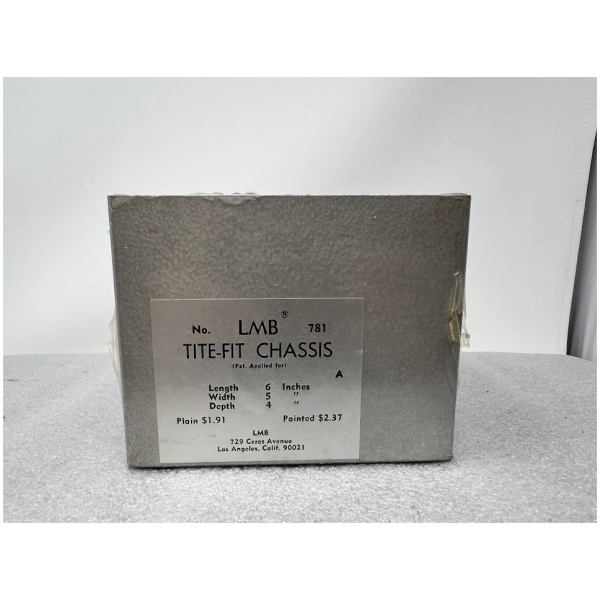 No. LMB® 781
TITE-FIT CHASSIS
(Pat. Applied for)
A
Length 6 Inches
Width 5 "
Depth 4 "
Plain $1.91 Painted $2.37
LMB
729 Ceres Avenue
Los Angeles, Calif. 90021